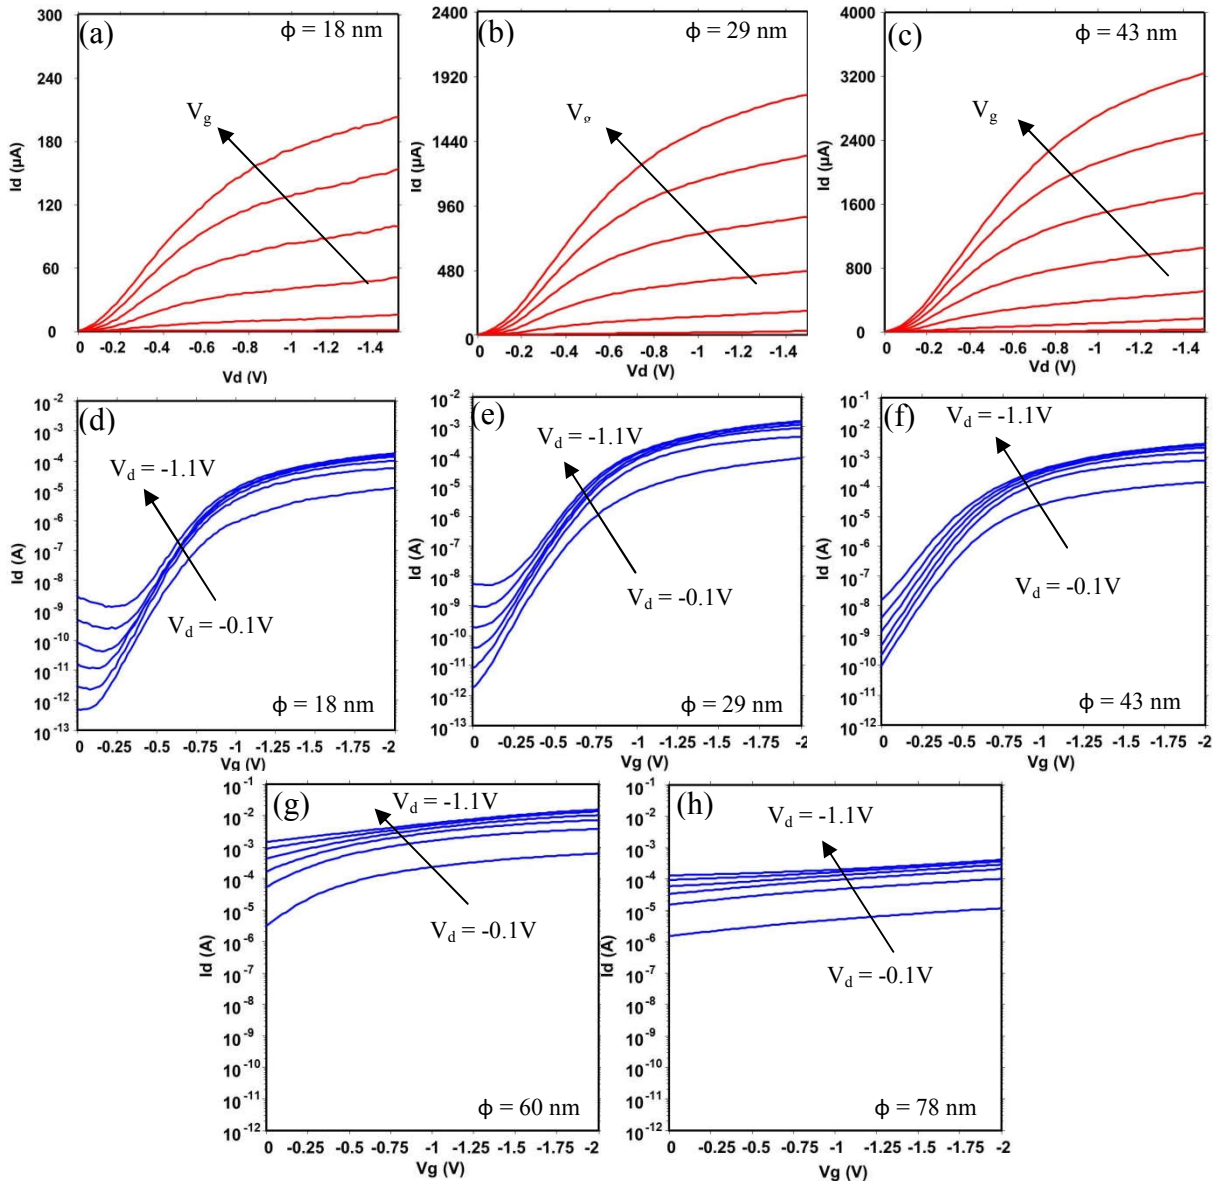 (a) ϕ = 18 nm
300
240
180
120
60
0
Id (µA)
V_g
0 -0.2 -0.4 -0.6 -0.8 -1 -1.2 -1.4
Vd (V)
(b) ϕ = 29 nm
2400
1920
1440
960
480
0
Id (µA)
0 -0.2 -0.4 -0.6 -0.8 -1 -1.2 -1.4
Vd (V)
(c) ϕ = 43 nm
4000
3200
2400
1600
800
0
Id (µA)
V_g
0 -0.2 -0.4 -0.6 -0.8 -1 -1.2 -1.4
Vd (V)
(d)
10^-2
10^-3
10^-4
10^-5
10^-6
10^-7
10^-8
10^-9
10^-10
10^-11
10^-12
10^-13
Id (A)
V_d = -1.1V
V_d = -0.1V
ϕ = 18 nm
0 -0.25 -0.5 -0.75 -1 -1.25 -1.5 -1.75 -2
Vg (V)
(e)
10^-2
10^-3
10^-4
10^-5
10^-6
10^-7
10^-8
10^-9
10^-10
10^-11
10^-12
10^-13
Id (A)
V_d = -1.1V
V_d = -0.1V
ϕ = 29 nm
0 -0.25 -0.5 -0.75 -1 -1.25 -1.5 -1.75 -2
Vg (V)
(f)
10^-1
10^-2
10^-3
10^-4
10^-5
10^-6
10^-7
10^-8
10^-9
10^-10
10^-11
10^-12
Id (A)
V_d = -1.1V
V_d = -0.1V
ϕ = 43 nm
0 -0.25 -0.5 -0.75 -1 -1.25 -1.5 -1.75 -2
Vg (V)
(g)
10^-1
10^-2
10^-3
10^-4
10^-5
10^-6
10^-7
10^-8
10^-9
10^-10
10^-11
10^-12
Id (A)
V_d = -1.1V
V_d = -0.1V
ϕ = 60 nm
0 -0.25 -0.5 -0.75 -1 -1.25 -1.5 -1.75 -2
Vg (V)
(h)
10^-1
10^-2
10^-3
10^-4
10^-5
10^-6
10^-7
10^-8
10^-9
10^-10
10^-11
10^-12
Id (A)
V_d = -1.1V
V_d = -0.1V
ϕ = 78 nm
0 -0.25 -0.5 -0.75 -1 -1.25 -1.5 -1.75 -2
Vg (V)